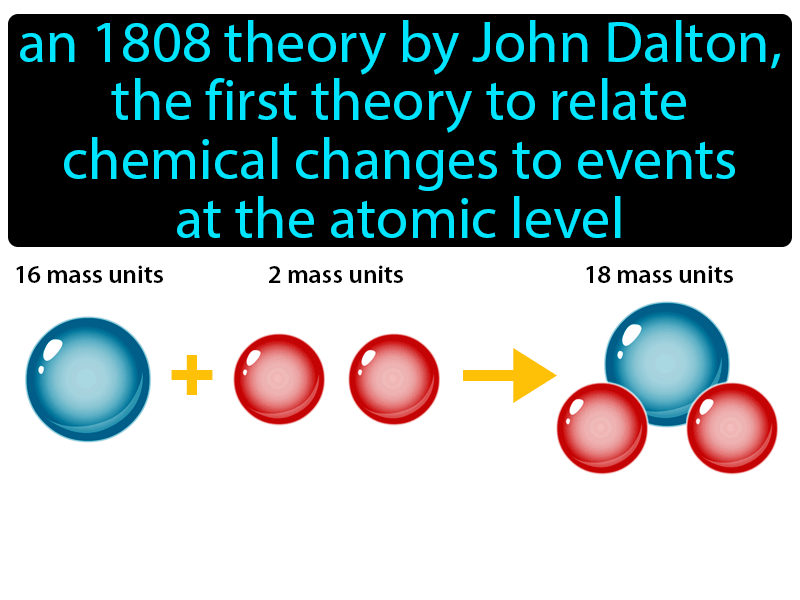 an 1808 theory by John Dalton,
the first theory to relate
chemical changes to events
at the atomic level
16 mass units 2 mass units 18 mass units